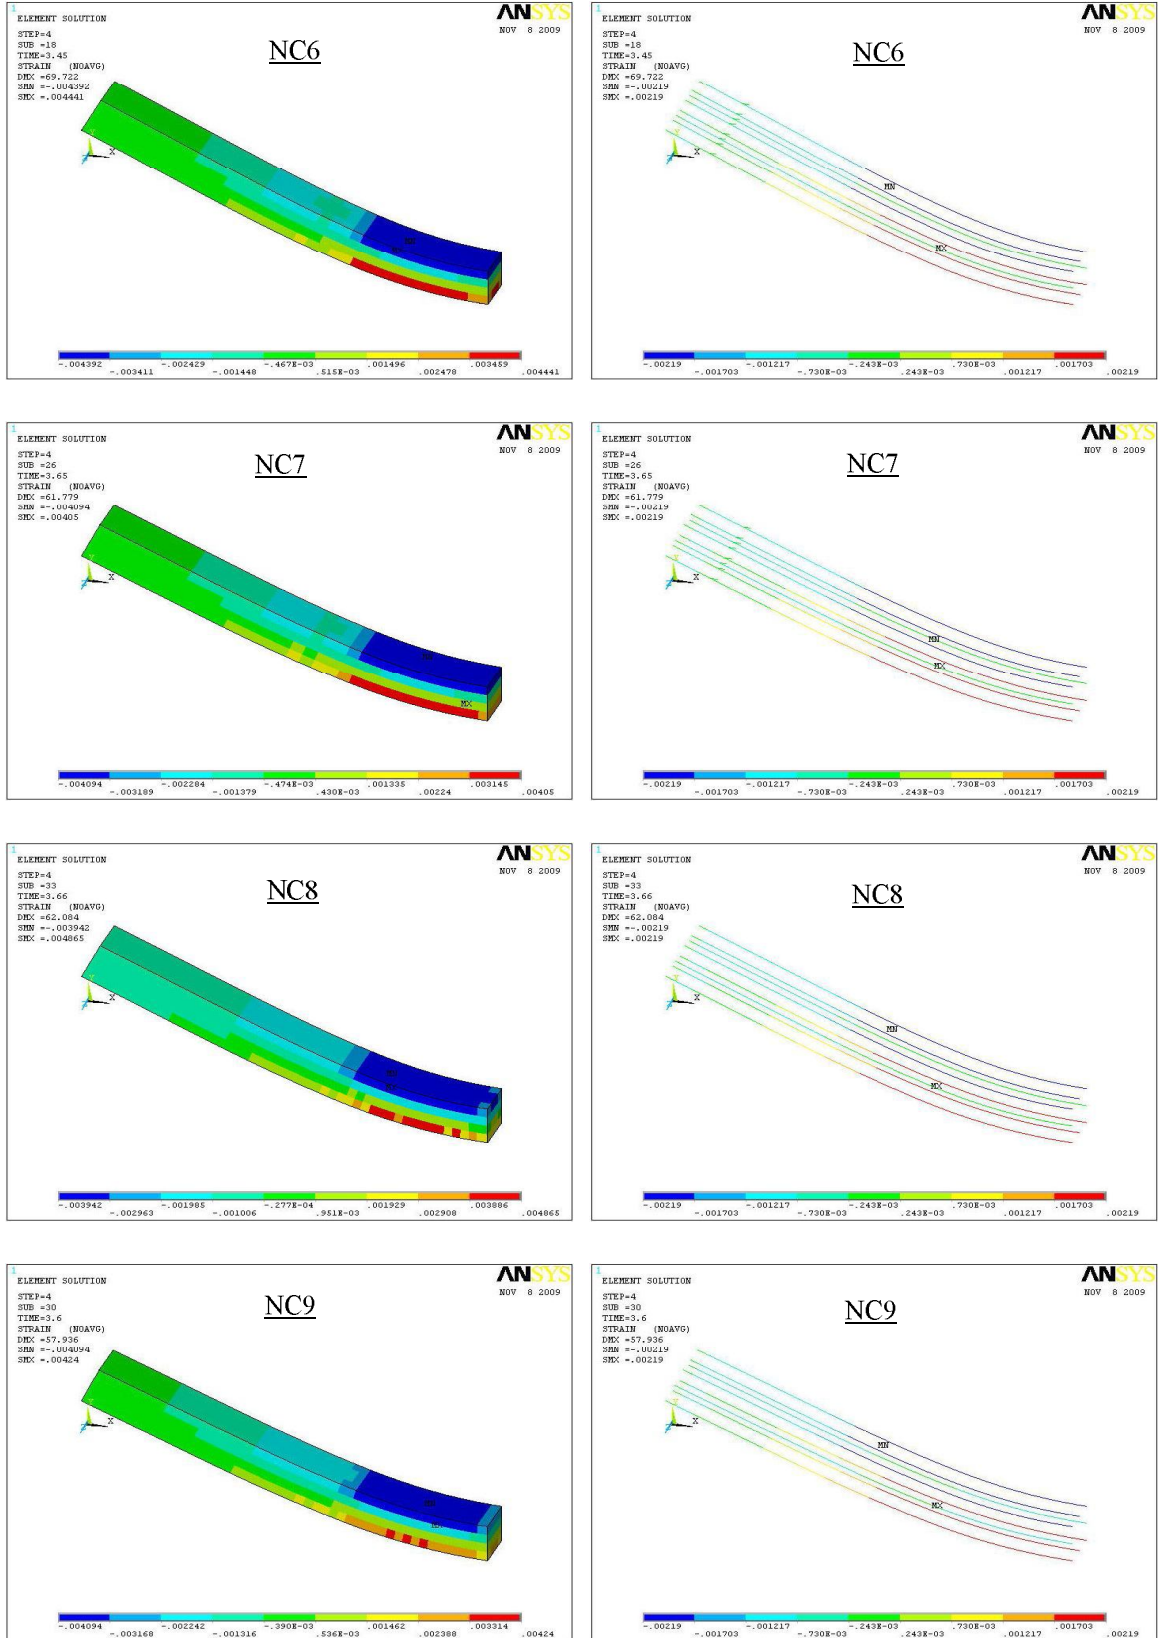 1
ELEMENT SOLUTION
STEP=4
SUB =18
TIME=3.45
STRAIN (NOAVG)
DMX =69.722
SMN =-.004392
SMX =.004441
ANSYS
NOV 8 2009
NC6
Y
X
MX
-.004392
-.003411
-.002429
-.001448
-.467E-03
.515E-03
.001496
.002478
.003459
.004441
1
ELEMENT SOLUTION
STEP=4
SUB =18
TIME=3.45
STRAIN (NOAVG)
DMX =69.722
SMN =-.00219
SMX =.00219
ANSYS
NOV 8 2009
NC6
Y
X
MN
MX
-.00219
-.001703
-.001217
-.730E-03
-.243E-03
.243E-03
.730E-03
.001217
.001703
.00219
1
ELEMENT SOLUTION
STEP=4
SUB =26
TIME=3.65
STRAIN (NOAVG)
DMX =61.779
SMN =-.004094
SMX =.00405
ANSYS
NOV 8 2009
NC7
Y
X
MN
MX
-.004094
-.003189
-.002284
-.001379
-.474E-03
.430E-03
.001335
.00224
.003145
.00405
1
ELEMENT SOLUTION
STEP=4
SUB =26
TIME=3.65
STRAIN (NOAVG)
DMX =61.779
SMN =-.00219
SMX =.00219
ANSYS
NOV 8 2009
NC7
Y
X
MN
MX
-.00219
-.001703
-.001217
-.730E-03
-.243E-03
.243E-03
.730E-03
.001217
.001703
.00219
1
ELEMENT SOLUTION
STEP=4
SUB =33
TIME=3.66
STRAIN (NOAVG)
DMX =62.084
SMN =-.003942
SMX =.004865
ANSYS
NOV 8 2009
NC8
Y
X
-.003942
-.002963
-.001985
-.001006
-.277E-04
.951E-03
.001929
.002908
.003886
.004865
1
ELEMENT SOLUTION
STEP=4
SUB =33
TIME=3.66
STRAIN (NOAVG)
DMX =62.084
SMN =-.00219
SMX =.00219
ANSYS
NOV 8 2009
NC8
Y
X
MN
MX
-.00219
-.001703
-.001217
-.730E-03
-.243E-03
.243E-03
.730E-03
.001217
.001703
.00219
1
ELEMENT SOLUTION
STEP=4
SUB =30
TIME=3.6
STRAIN (NOAVG)
DMX =57.936
SMN =-.004094
SMX =.00424
ANSYS
NOV 8 2009
NC9
Y
X
-.004094
-.003168
-.002242
-.001316
-.390E-03
.536E-03
.001462
.002388
.003314
.00424
1
ELEMENT SOLUTION
STEP=4
SUB =30
TIME=3.6
STRAIN (NOAVG)
DMX =57.936
SMN =-.00219
SMX =.00219
ANSYS
NOV 8 2009
NC9
Y
X
MN
MX
-.00219
-.001703
-.001217
-.730E-03
-.243E-03
.243E-03
.730E-03
.001217
.001703
.00219